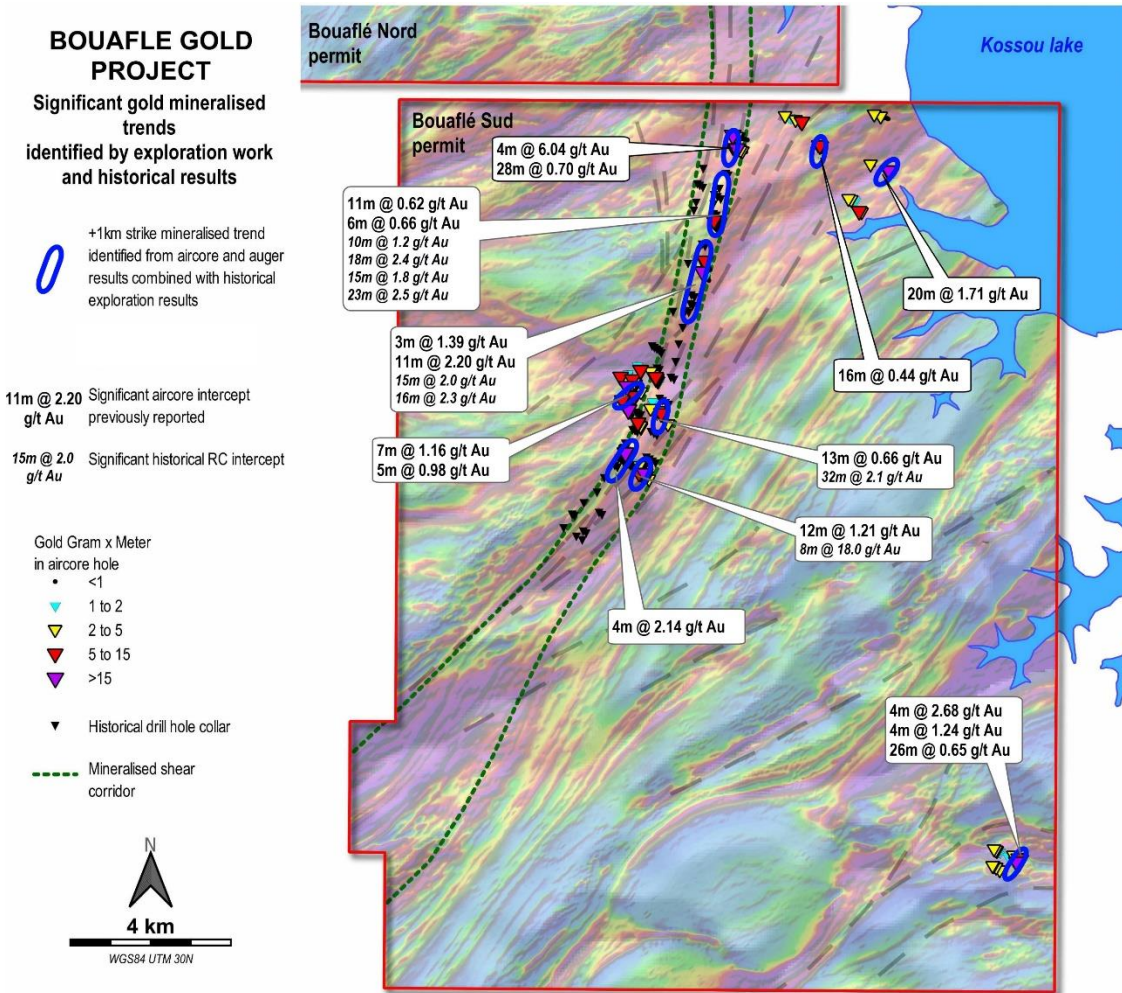 BOUAFLE GOLD
PROJECT
Significant gold mineralised
trends
identified by exploration work
and historical results
+1km strike mineralised trend
identified from aircore and auger
results combined with historical
exploration results
11m @ 2.20
g/t Au
Significant aircore intercept
previously reported
15m @ 2.0
g/t Au
Significant historical RC intercept
Gold Gram x Meter
in aircore hole
<1
1 to 2
2 to 5
5 to 15
>15
Historical drill hole collar
Mineralised shear
corridor
N
4 km
WGS84 UTM 30N
Bouaflé Nord
permit
Kossou lake
Bouaflé Sud
permit
4m @ 6.04 g/t Au
28m @ 0.70 g/t Au
11m @ 0.62 g/t Au
6m @ 0.66 g/t Au
10m @ 1.2 g/t Au
18m @ 2.4 g/t Au
15m @ 1.8 g/t Au
23m @ 2.5 g/t Au
20m @ 1.71 g/t Au
3m @ 1.39 g/t Au
11m @ 2.20 g/t Au
15m @ 2.0 g/t Au
16m @ 2.3 g/t Au
16m @ 0.44 g/t Au
7m @ 1.16 g/t Au
5m @ 0.98 g/t Au
13m @ 0.66 g/t Au
32m @ 2.1 g/t Au
12m @ 1.21 g/t Au
8m @ 18.0 g/t Au
4m @ 2.14 g/t Au
4m @ 2.68 g/t Au
4m @ 1.24 g/t Au
26m @ 0.65 g/t Au